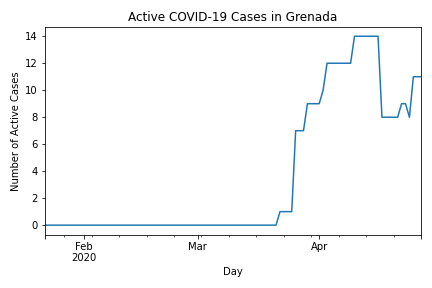 Active COVID-19 Cases in Grenada
Number of Active Cases
14
12
10
8
6
4
2
0
Feb
2020
Mar
Apr
Day